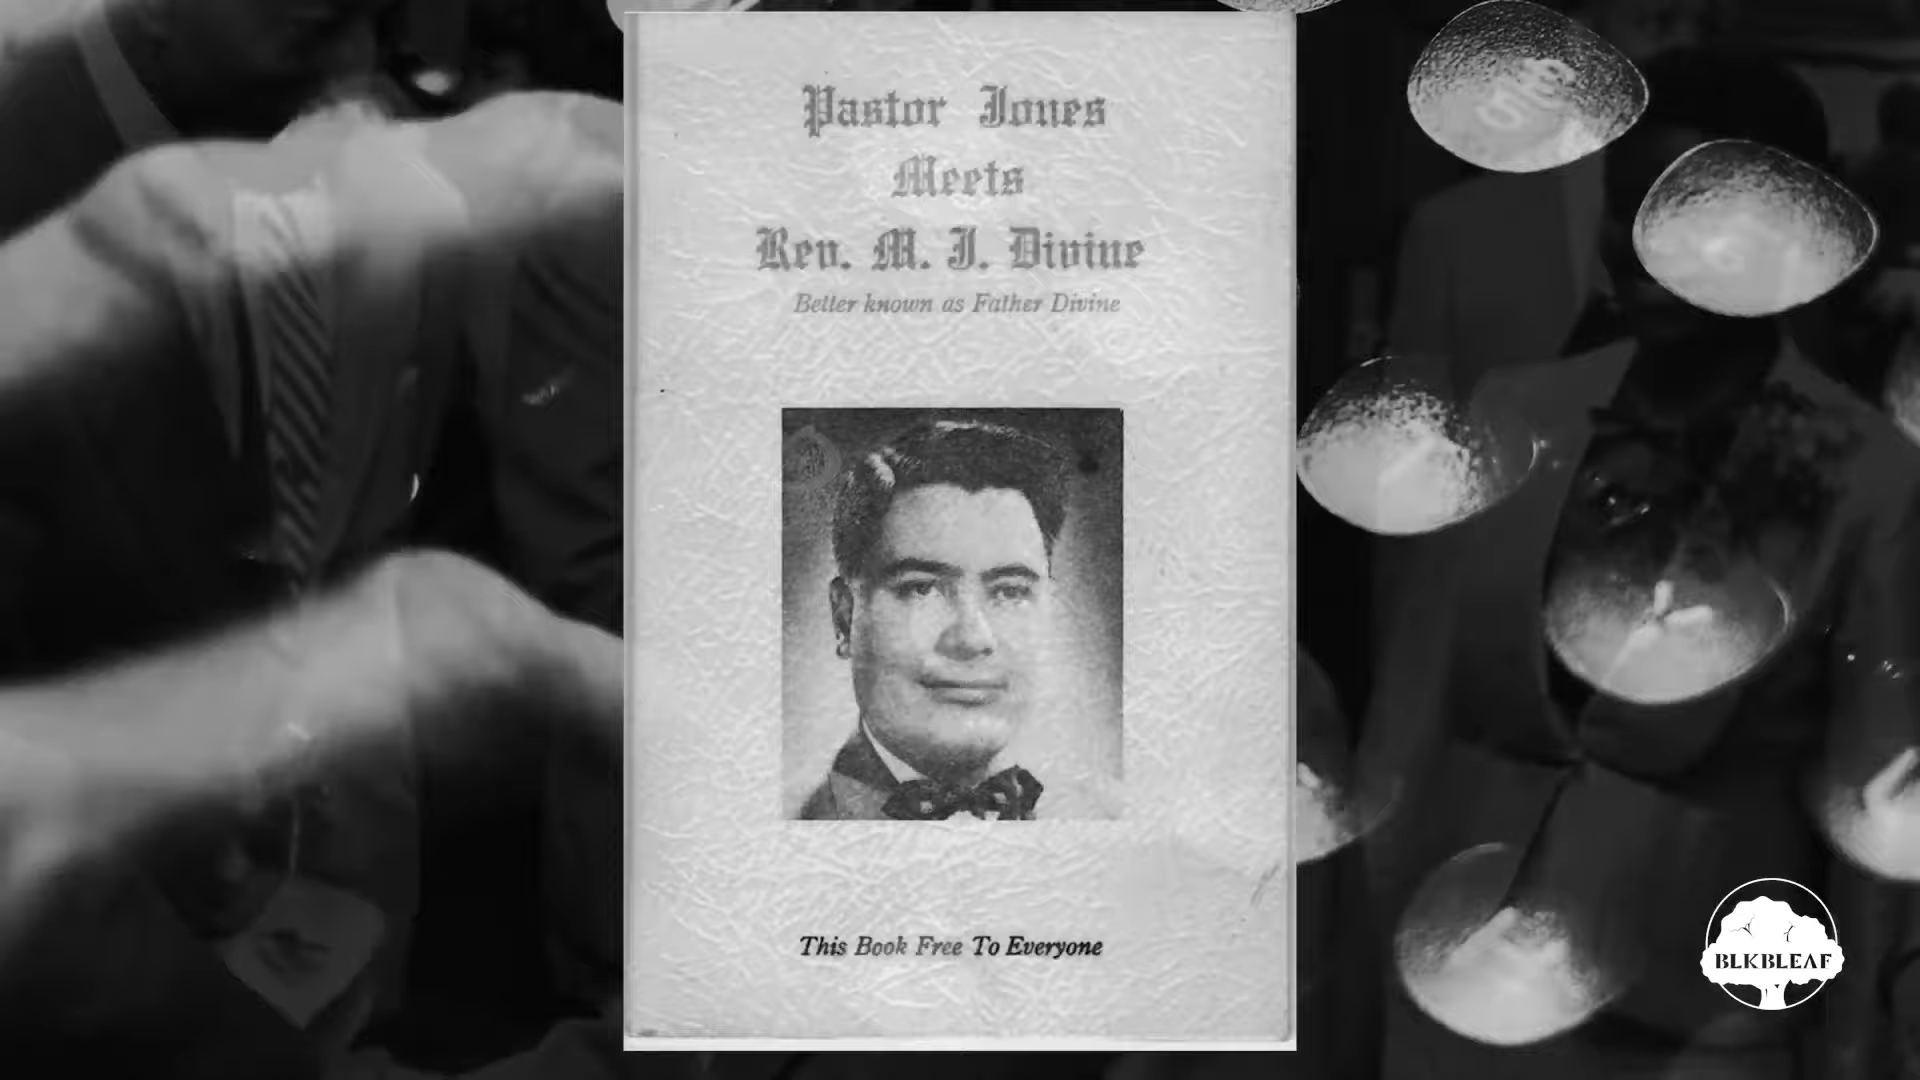 Pastor Jones
Meets
Rev. M. J. Divine
Better known as Father Divine
This Book Free To Everyone
BLKBLEAF